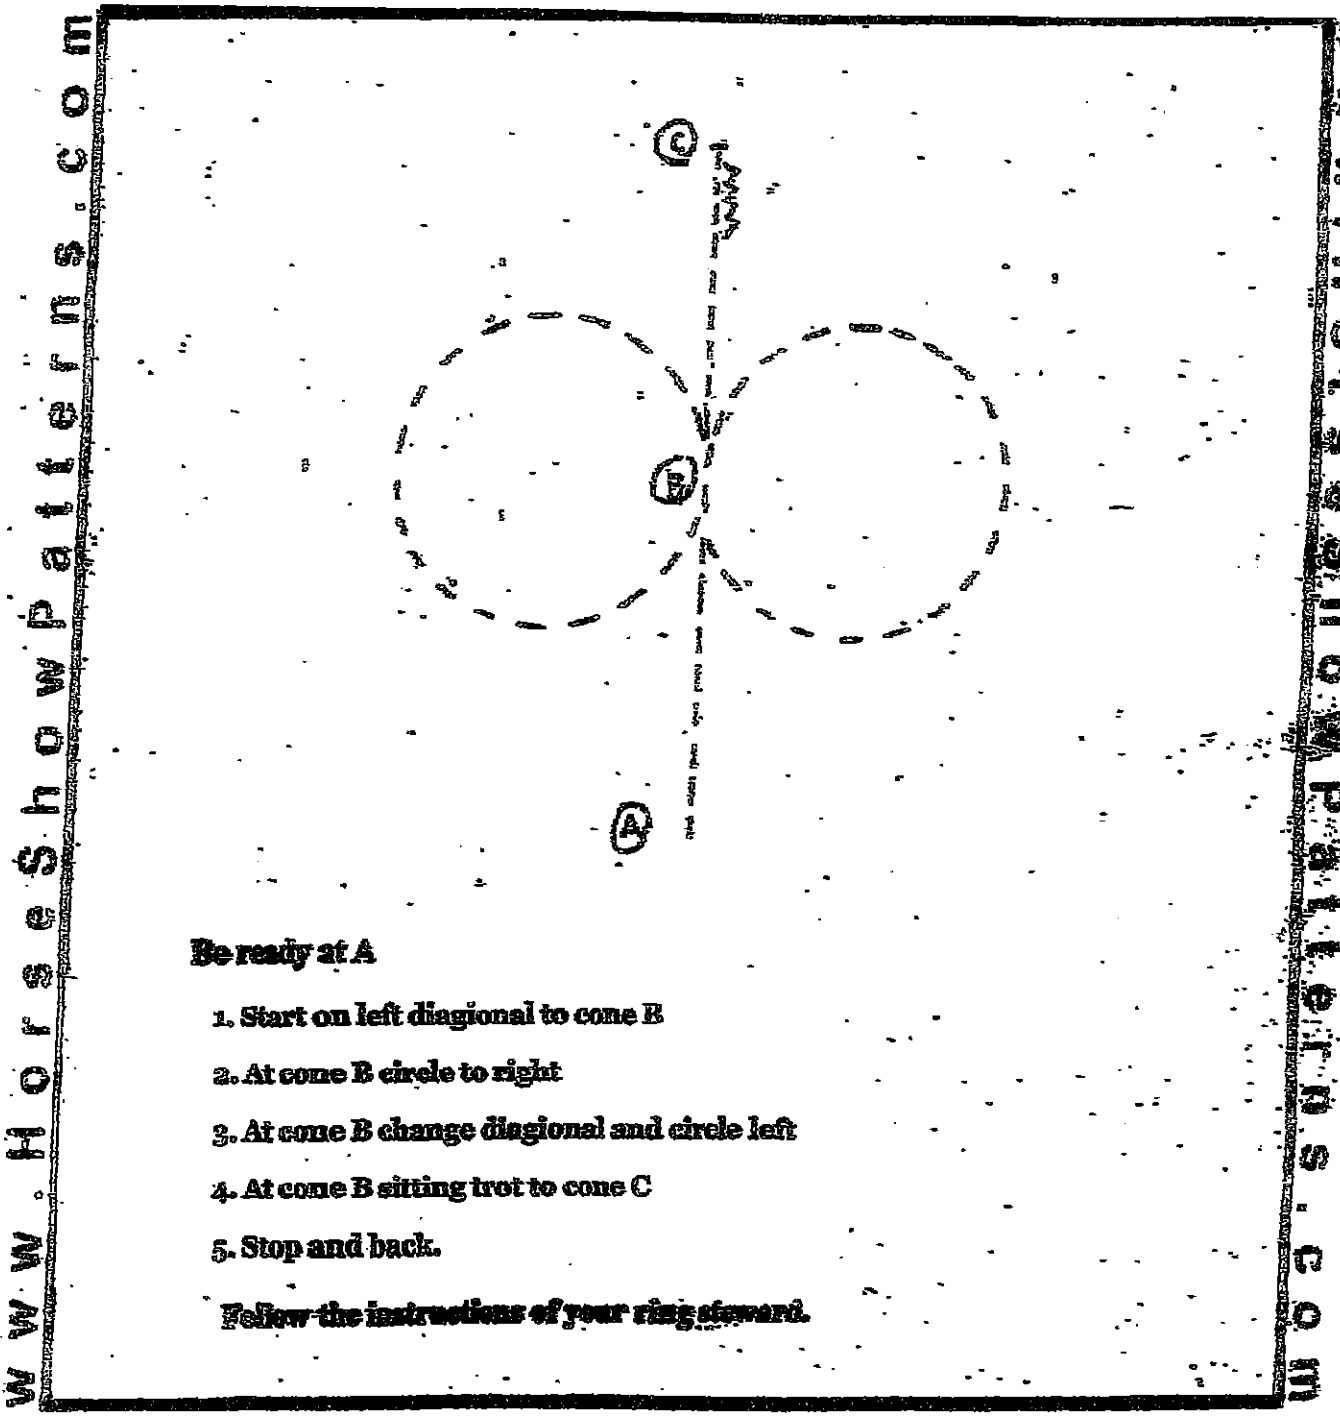 www.HorseShowpatterns.com
C
B
A
Be ready at A
1. Start on left diagional to cone B
2. At cone B circle to right
3. At cone B change diagional and circle left
4. At cone B sitting trot to cone C
5. Stop and back.
Follow the instructions of your ring steward.